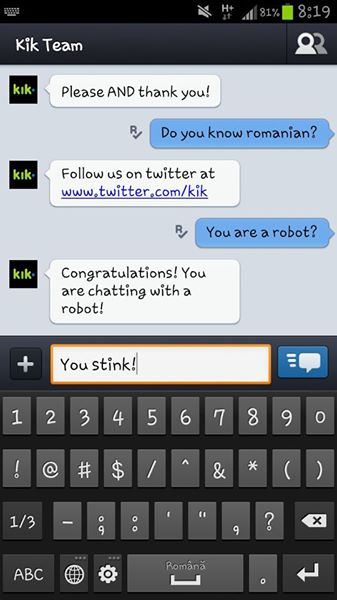 H+ 81% 8:19
Kik Team
kik. Please AND thank you!
R Do you know romanian?
kik. Follow us on twitter at
www.twitter.com/kik
R You are a robot?
kik. Congratulations! You
are chatting with a
robot!
+ You stink!
1 2 3 4 5 6 7 8 9 0
! @ # $ / ^ & * ( )
1/3 - ; : ' " , ?
ABC Română .